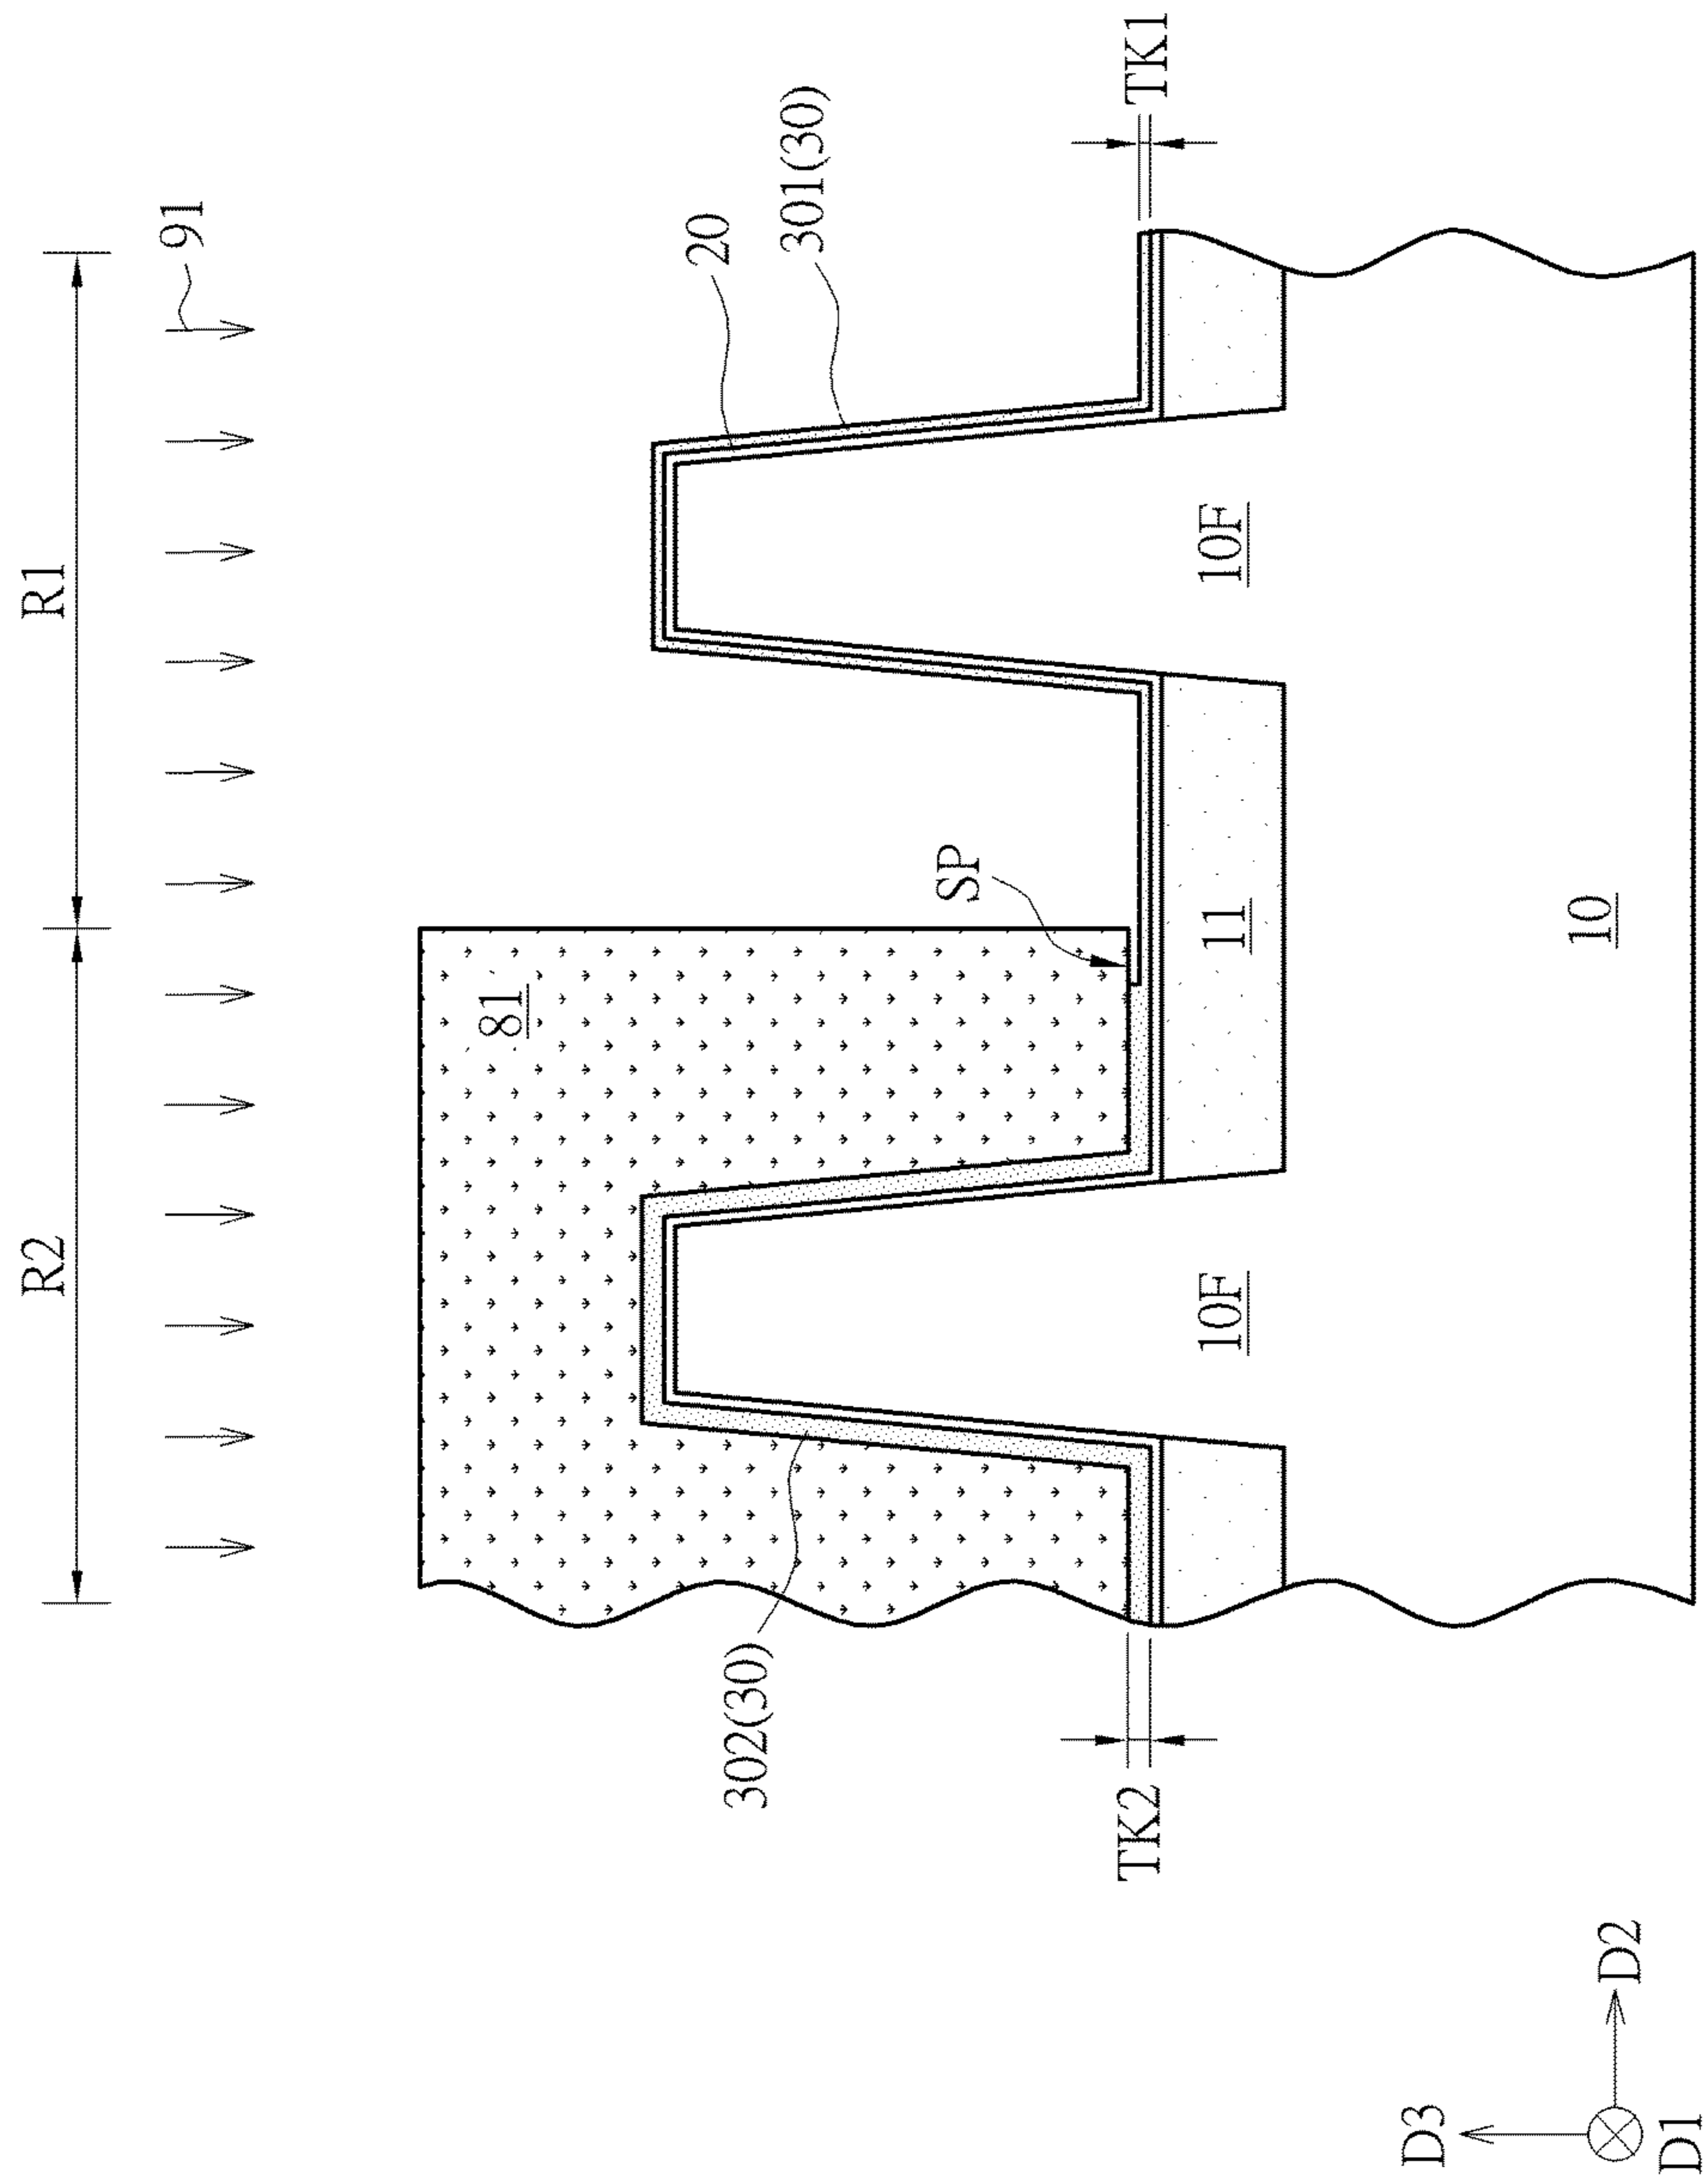 R2
R1
91
81
20
301(30)
302(30)
SP
TK2
TK1
10F
11
10F
10
D3
D2
D1